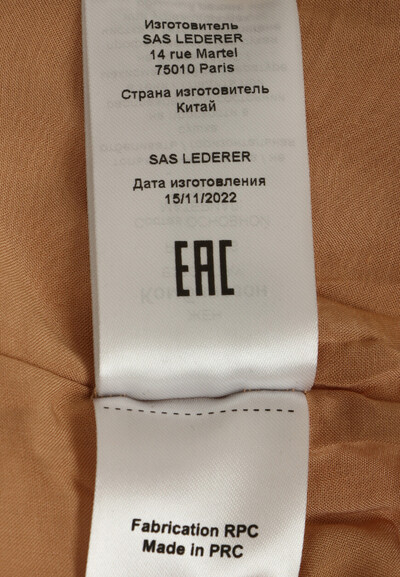 Изготовитель
SAS LEDERER
14 rue Martel
75010 Paris
Страна изготовитель
Китай
SAS LEDERER
Дата изготовления
15/11/2022
EAC
Fabrication RPC
Made in PRC